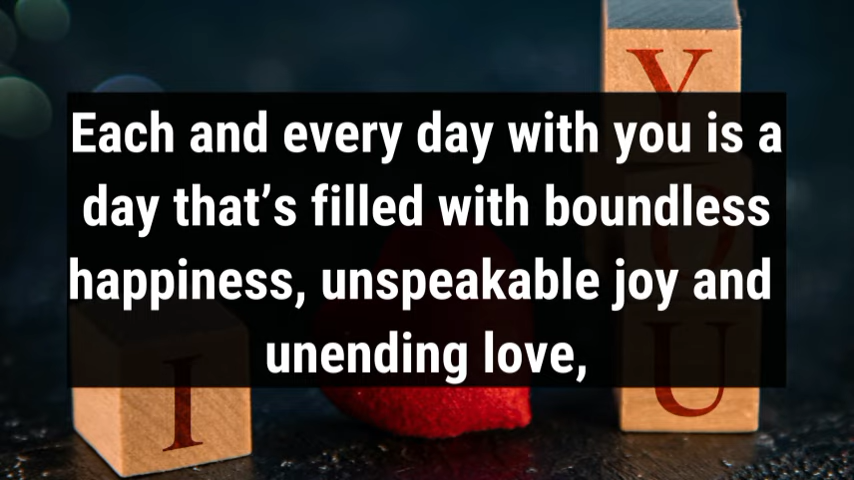 Each and every day with you is a
day that’s filled with boundless
happiness, unspeakable joy and
unending love,
I
Y
O
U